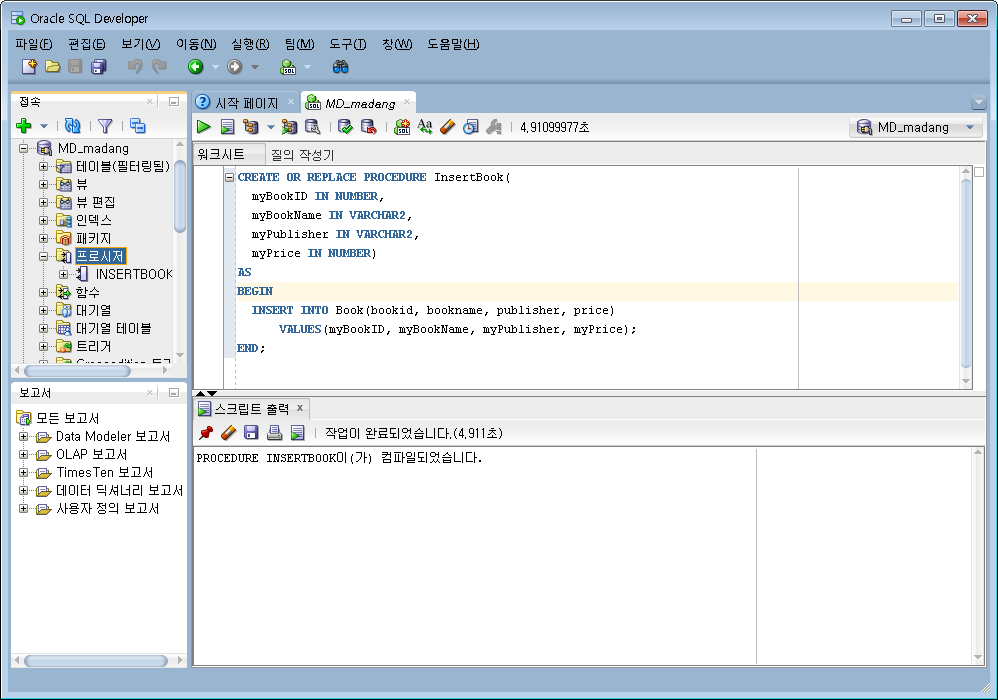 Oracle SQL Developer
파일(F) 편집(E) 보기(V) 이동(N) 실행(R) 팀(M) 도구(T) 창(W) 도움말(H)
접속
MD_madang
테이블(필터링됨)
뷰
뷰 편집
인덱스
패키지
프로시저
INSERTBOOK
함수
대기열
대기열 테이블
트리거
보고서
모든 보고서
Data Modeler 보고서
OLAP 보고서
TimesTen 보고서
데이터 딕셔너리 보고서
사용자 정의 보고서
시작 페이지 MD_madang
4,91099977초 MD_madang
워크시트 질의 작성기
CREATE OR REPLACE PROCEDURE InsertBook(
myBookID IN NUMBER,
myBookName IN VARCHAR2,
myPublisher IN VARCHAR2,
myPrice IN NUMBER)
AS
BEGIN
INSERT INTO Book(bookid, bookname, publisher, price)
VALUES(myBookID, myBookName, myPublisher, myPrice);
END;
스크립트 출력
작업이 완료되었습니다.(4,911초)
PROCEDURE INSERTBOOK이(가) 컴파일되었습니다.